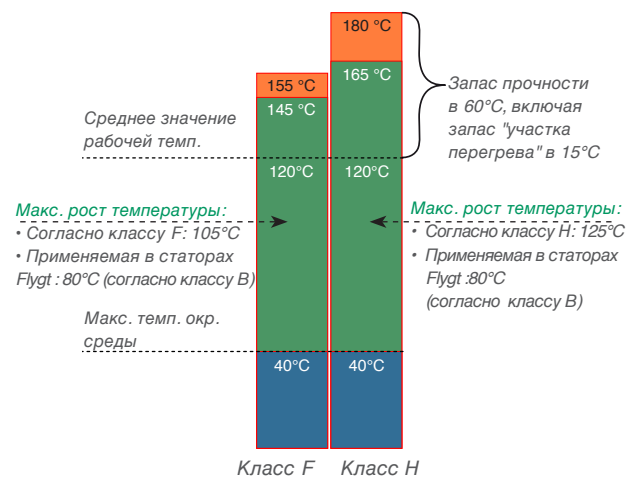 180 °C
155 °C
165 °C
145 °C
Запас прочности
в 60°C, включая
запас "участка
перегрева" в 15°C
Среднее значение
рабочей темп.
120°C
120°C
Макс. рост температуры:
• Согласно классу F: 105°C
• Применяемая в статорах
Flygt : 80°C (согласно классу B)
Макс. рост температуры:
• Согласно классу H: 125°C
• Применяемая в статорах
Flygt :80°C
(согласно классу B)
Макс. темп. окр.
среды
40°C
40°C
Класс F
Класс H